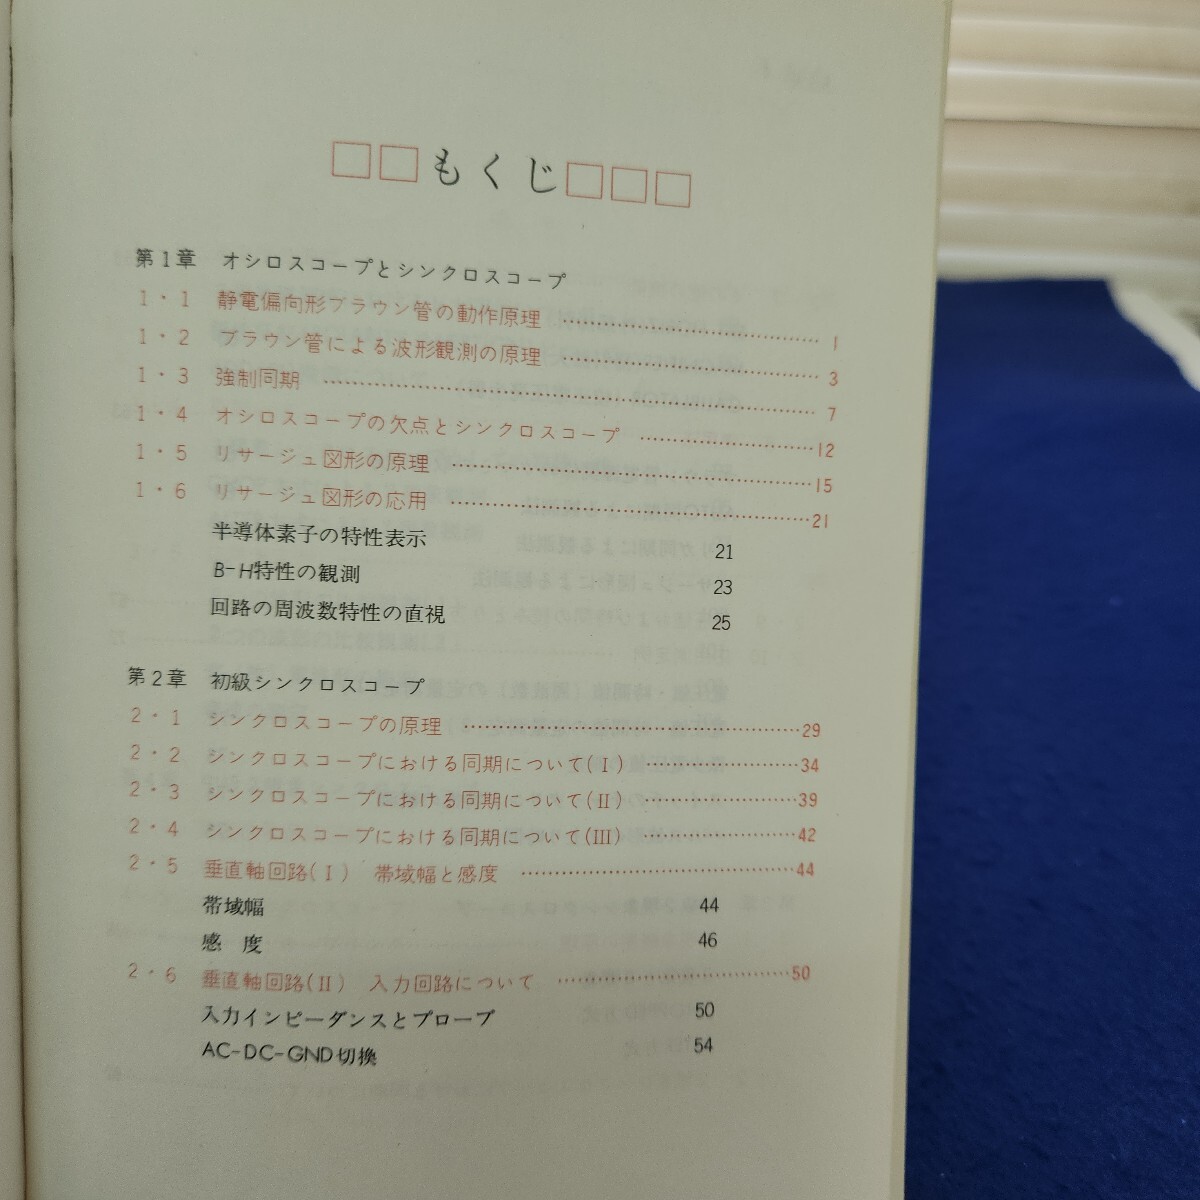 □□もくじ□□□
第1章 オシロスコープとシンクロスコープ
1・1 静電偏向形ブラウン管の動作原理 ……………………… 1
1・2 ブラウン管による波形観測の原理 ……………………… 3
1・3 強制同期 ……………………… 7
1・4 オシロスコープの欠点とシンクロスコープ ……………………… 12
1・5 リサージュ図形の原理 ……………………… 15
1・6 リサージュ図形の応用 ……………………… 21
半導体素子の特性表示 21
B-H特性の観測 23
回路の周波数特性の直視 25
第2章 初級シンクロスコープ
2・1 シンクロスコープの原理 ……………………… 29
2・2 シンクロスコープにおける同期について(Ⅰ) ……………………… 34
2・3 シンクロスコープにおける同期について(Ⅱ) ……………………… 39
2・4 シンクロスコープにおける同期について(Ⅲ) ……………………… 42
2・5 垂直軸回路(Ⅰ) 帯域幅と感度 ……………………… 44
帯域幅 44
感 度 46
2・6 垂直軸回路(Ⅱ) 入力回路について ……………………… 50
入力インピーダンスとプローブ 50
AC-DC-GND切換 54